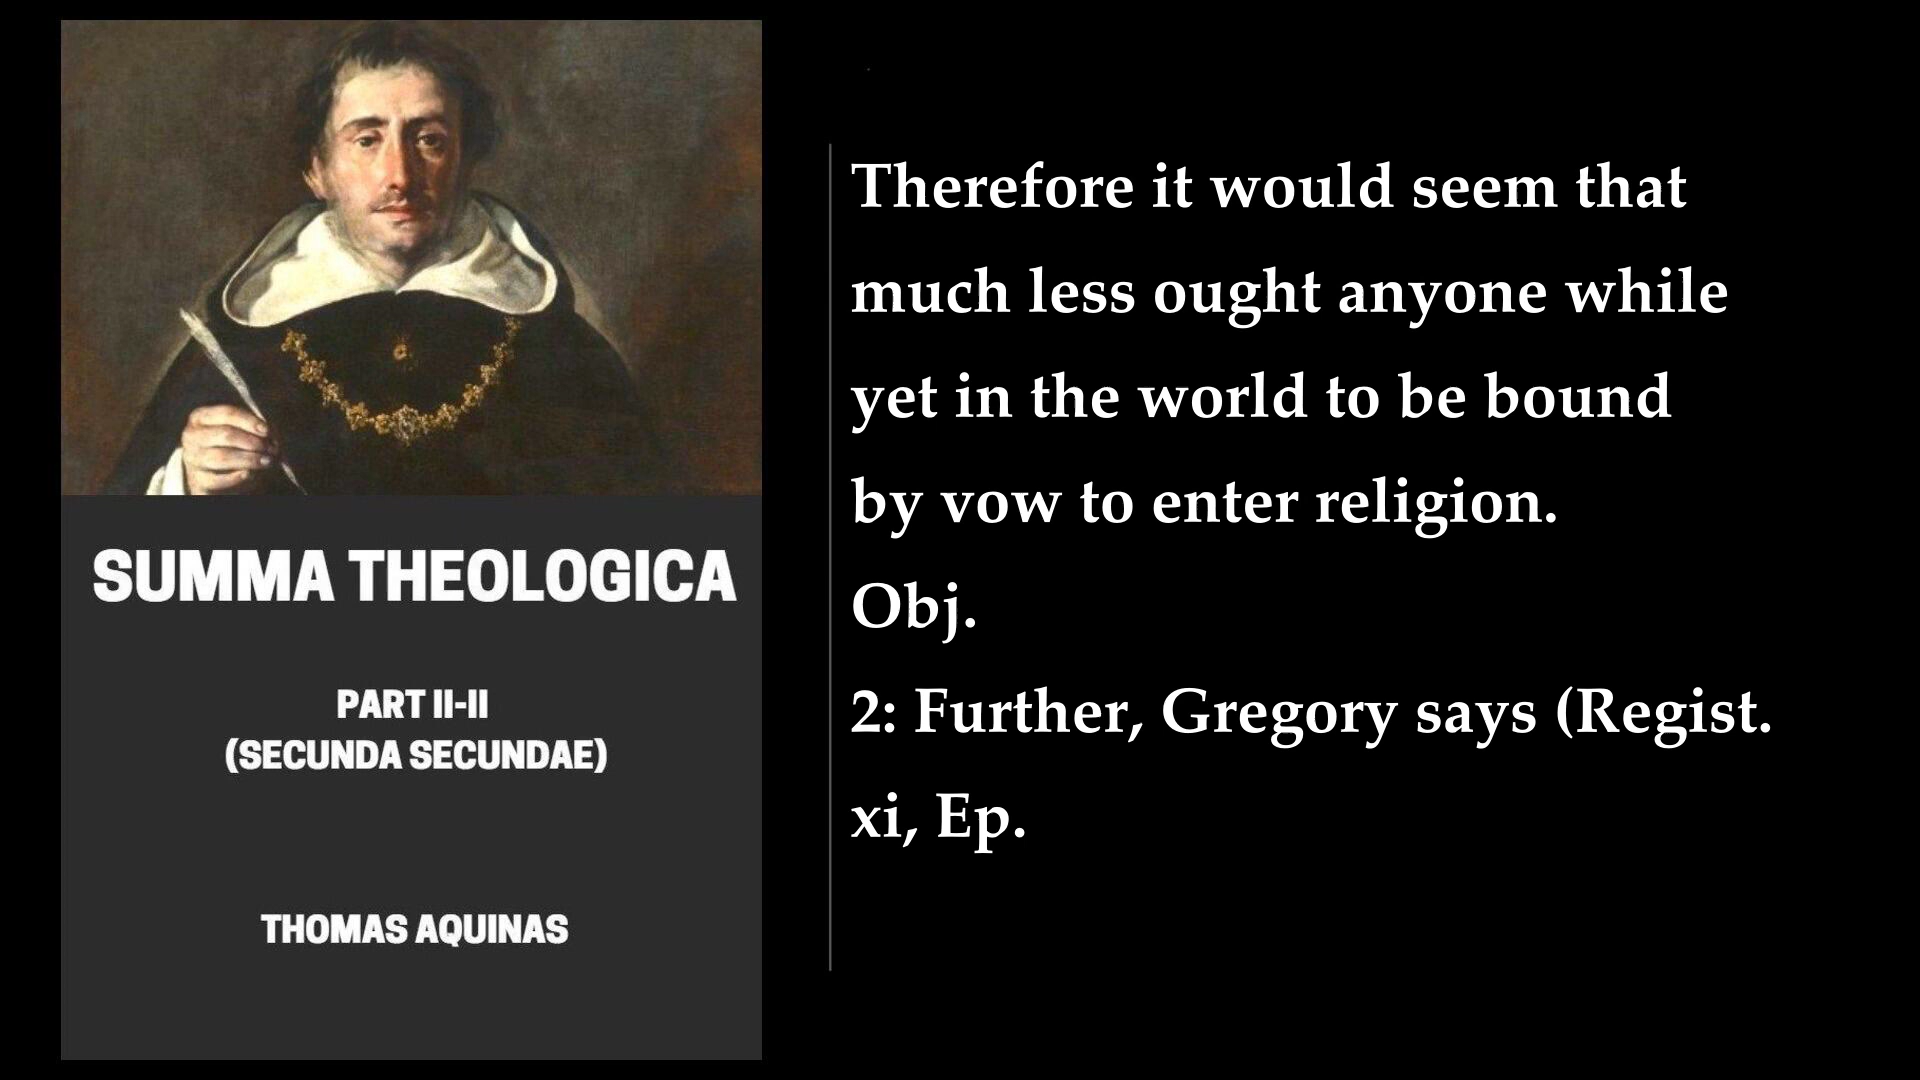 SUMMA THEOLOGICA
PART II-II
(SECUNDA SECUNDAE)
THOMAS AQUINAS
Therefore it would seem that
much less ought anyone while
yet in the world to be bound
by vow to enter religion.
Obj.
2: Further, Gregory says (Regist.
xi, Ep.